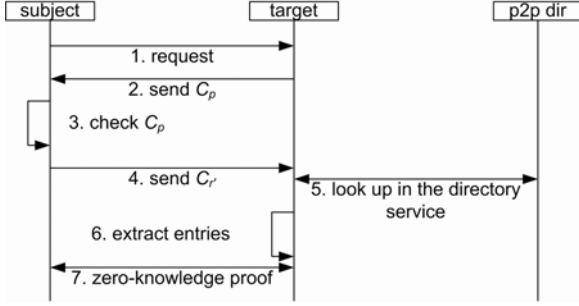 subject
target
p2p dir
1. request
2. send Cp
3. check Cp
4. send Cr'
5. look up in the directory
service
6. extract entries
7. zero-knowledge proof